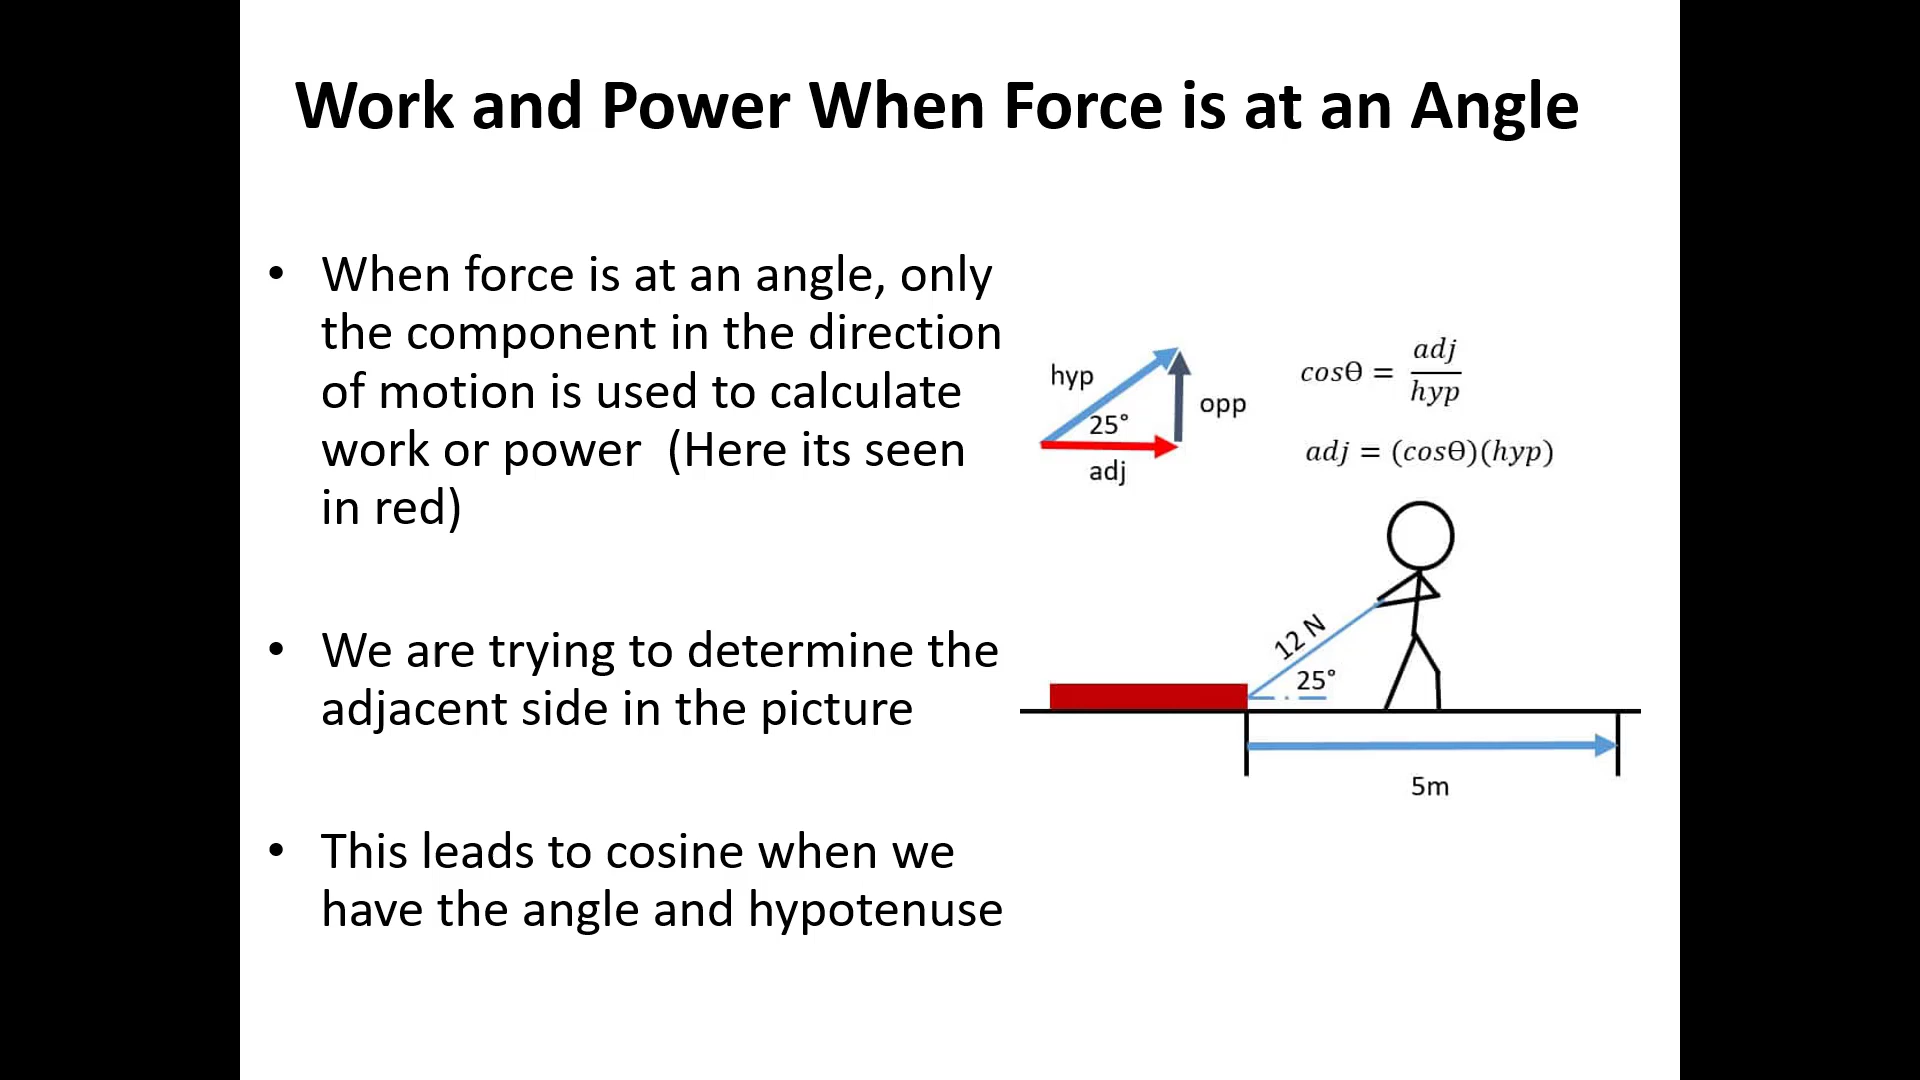 Work and Power When Force is at an Angle
• When force is at an angle, only
the component in the direction
of motion is used to calculate
work or power  (Here its seen
in red)
• We are trying to determine the
adjacent side in the picture
• This leads to cosine when we
have the angle and hypotenuse
hyp
25°
opp
adj
cosΘ = adj/hyp
adj = (cosΘ)(hyp)
12 N
25°
5m